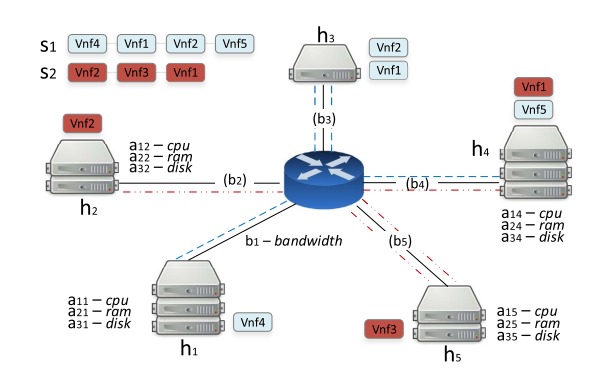 S1 Vnf4 Vnf1 Vnf2 Vnf5
S2 Vnf2 Vnf3 Vnf1
h3
Vnf2
Vnf1
(b3)
Vnf2
a12 – cpu
a22 – ram
a32 – disk
h2
(b2)
Vnf1
Vnf5
h4
(b4)
a14 – cpu
a24 – ram
a34 – disk
b1 – bandwidth
(b5)
a11 – cpu
a21 – ram
a31 – disk
Vnf4
h1
Vnf3
a15 – cpu
a25 – ram
a35 – disk
h5